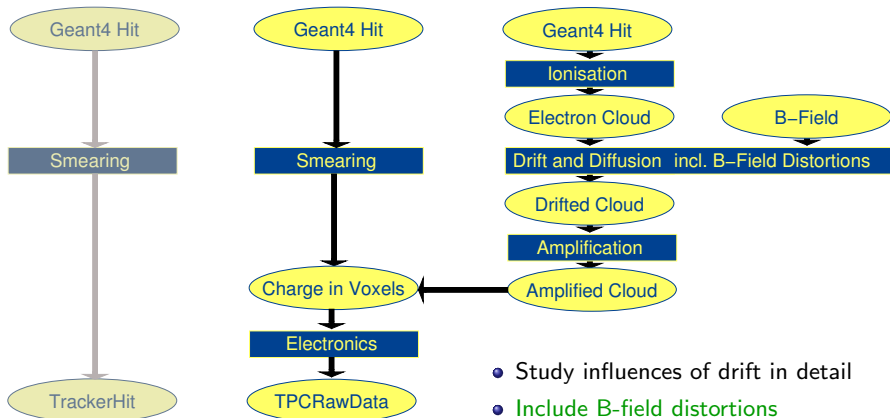 Geant4 Hit
Geant4 Hit
Geant4 Hit
Ionisation
Electron Cloud
B−Field
Smearing
Smearing
Drift and Diffusion incl. B−Field Distortions
Drifted Cloud
Amplification
Charge in Voxels
Amplified Cloud
Electronics
TrackerHit
TPCRawData
Study influences of drift in detail
Include B-field distortions